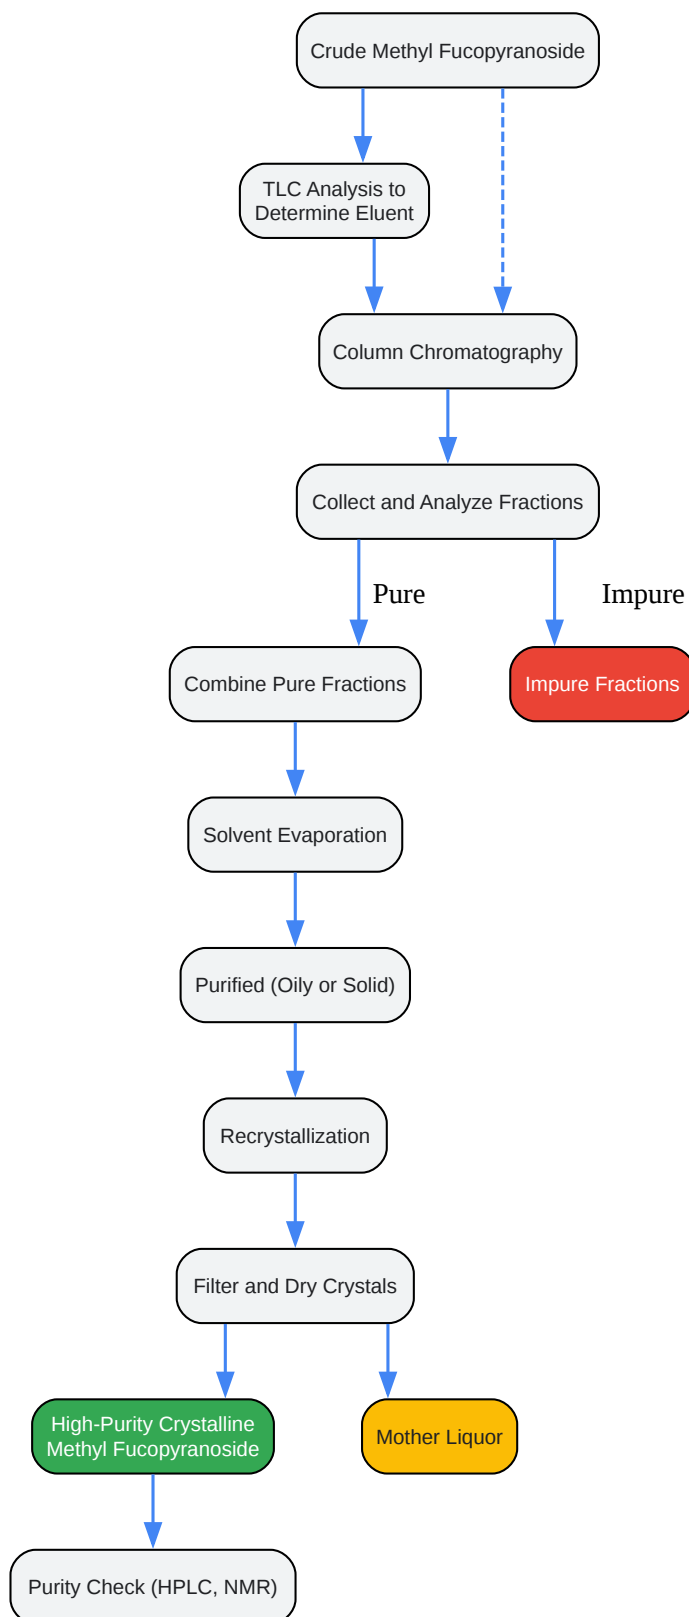 Crude Methyl Fucopyranoside
TLC Analysis to
Determine Eluent
Column Chromatography
Collect and Analyze Fractions
Pure
Impure
Combine Pure Fractions
Impure Fractions
Solvent Evaporation
Purified (Oily or Solid)
Recrystallization
Filter and Dry Crystals
High-Purity Crystalline
Methyl Fucopyranoside
Mother Liquor
Purity Check (HPLC, NMR)